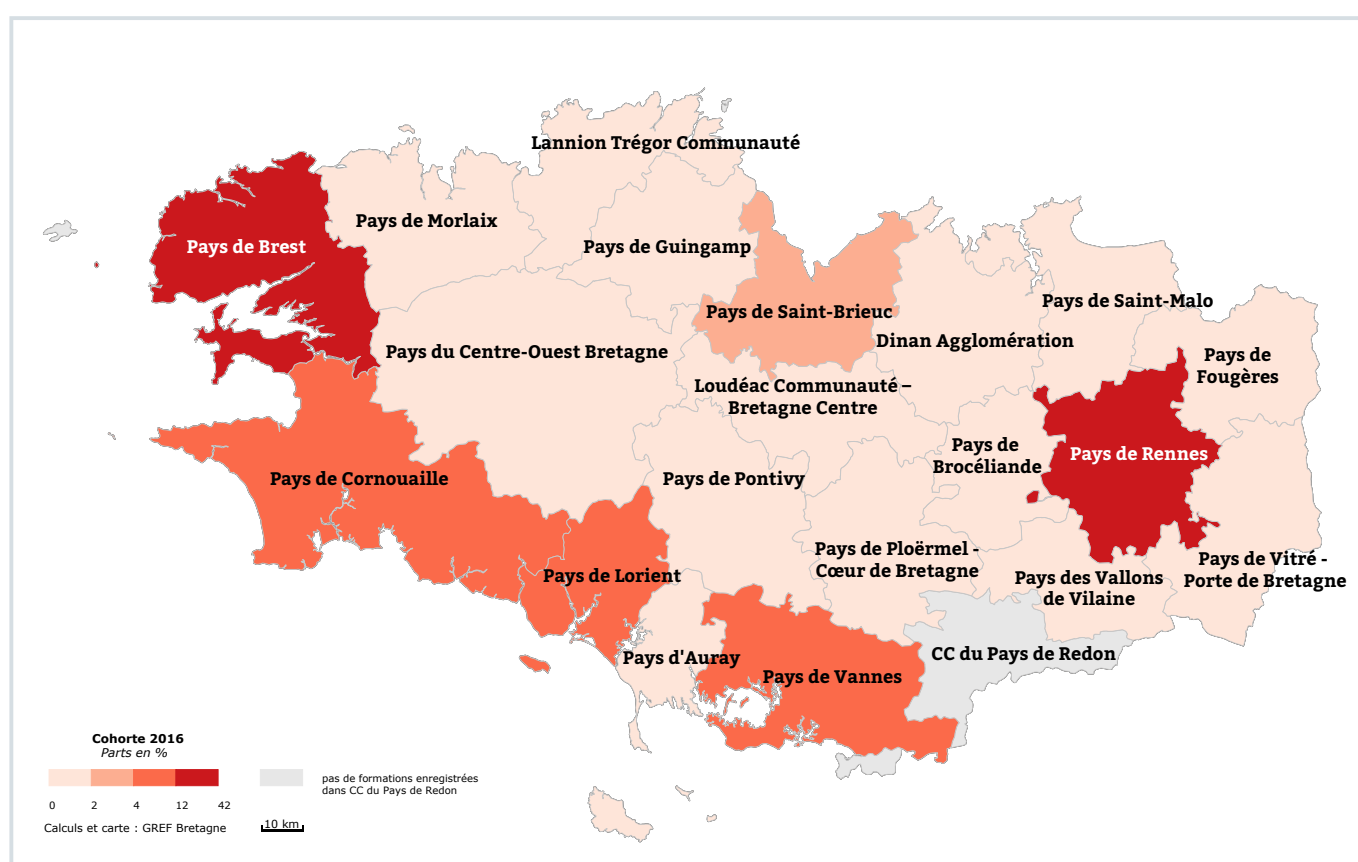 Lannion Trégor Communauté
Pays de Morlaix
Pays de Brest
Pays de Guingamp
Pays de Saint-Malo
Pays de Saint-Brieuc
Dinan Agglomération
Pays du Centre-Ouest Bretagne
Pays de
Fougères
Loudéac Communauté –
Bretagne Centre
Pays de
Brocéliande
Pays de Rennes
Pays de Cornouaille
Pays de Pontivy
Pays de Ploërmel -
Cœur de Bretagne
Pays de Vitré -
Porte de Bretagne
Pays de Lorient
Pays des Vallons
de Vilaine
CC du Pays de Redon
Pays d'Auray
Pays de Vannes
Cohorte 2016
Parts en %
0 2 4 12 42
pas de formations enregistrées
dans CC du Pays de Redon
Calculs et carte : GREF Bretagne
10 km